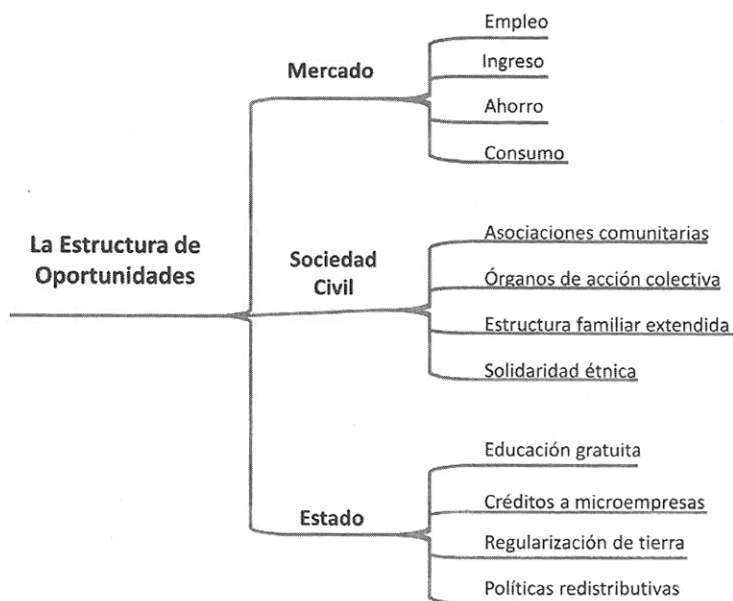 La Estructura de
Oportunidades
Mercado
Empleo
Ingreso
Ahorro
Consumo
Sociedad
Civil
Asociaciones comunitarias
Órganos de acción colectiva
Estructura familiar extendida
Solidaridad étnica
Estado
Educación gratuita
Créditos a microempresas
Regularización de tierra
Políticas redistributivas